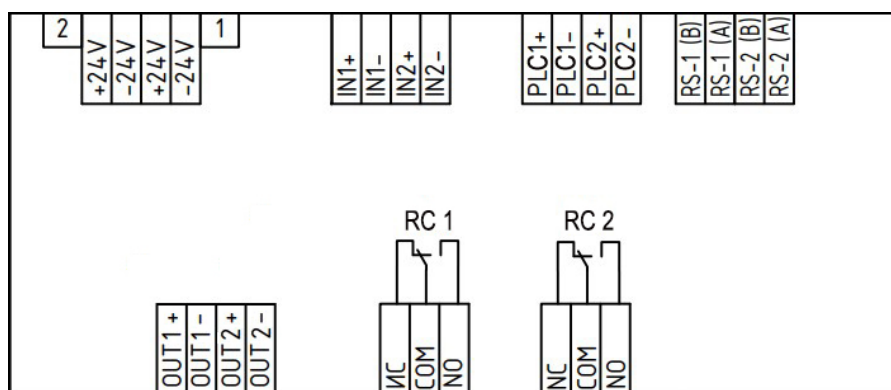 2
+24V
-24V
+24V
-24V
1
IN1+
IN1-
IN2+
IN2-
PLC1+
PLC1-
PLC2+
PLC2-
RS-1 (B)
RS-1 (A)
RS-2 (B)
RS-2 (A)
RC 1
RC 2
OUT1+
OUT1-
OUT2+
OUT2-
NC
COM
NO
NC
COM
NO